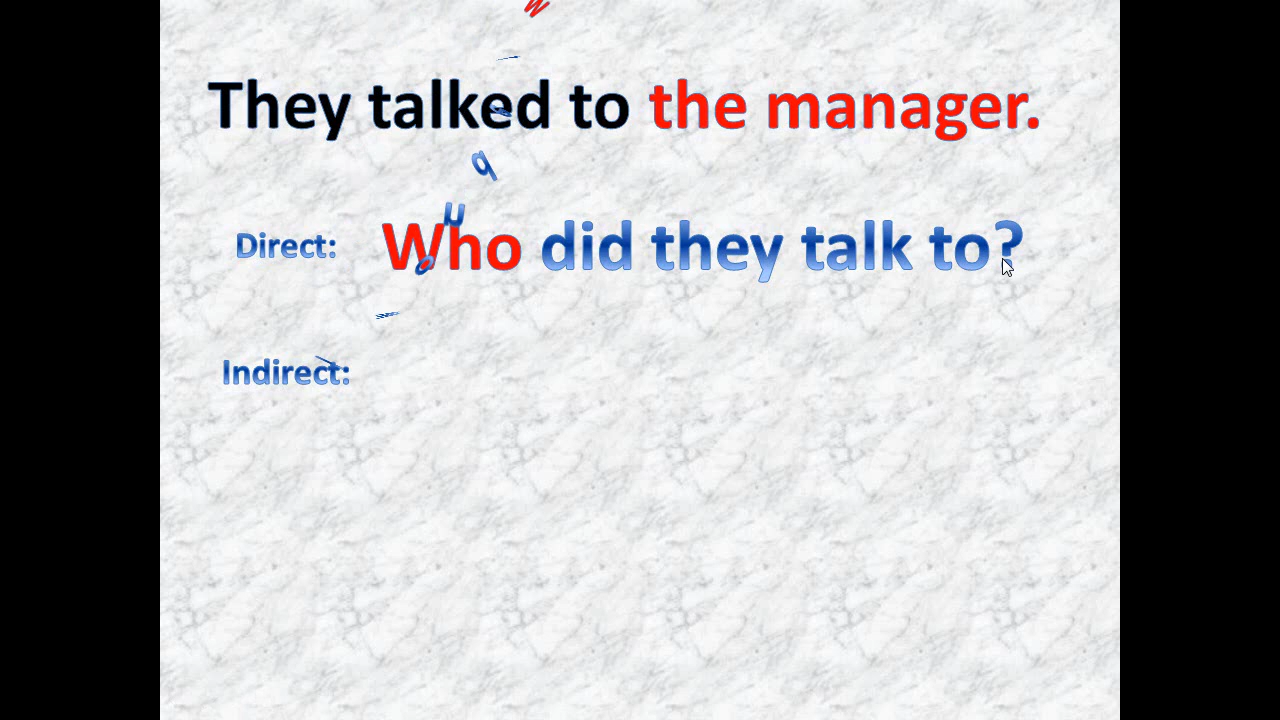 They talked to the manager.
Direct: Who did they talk to?
Indirect: